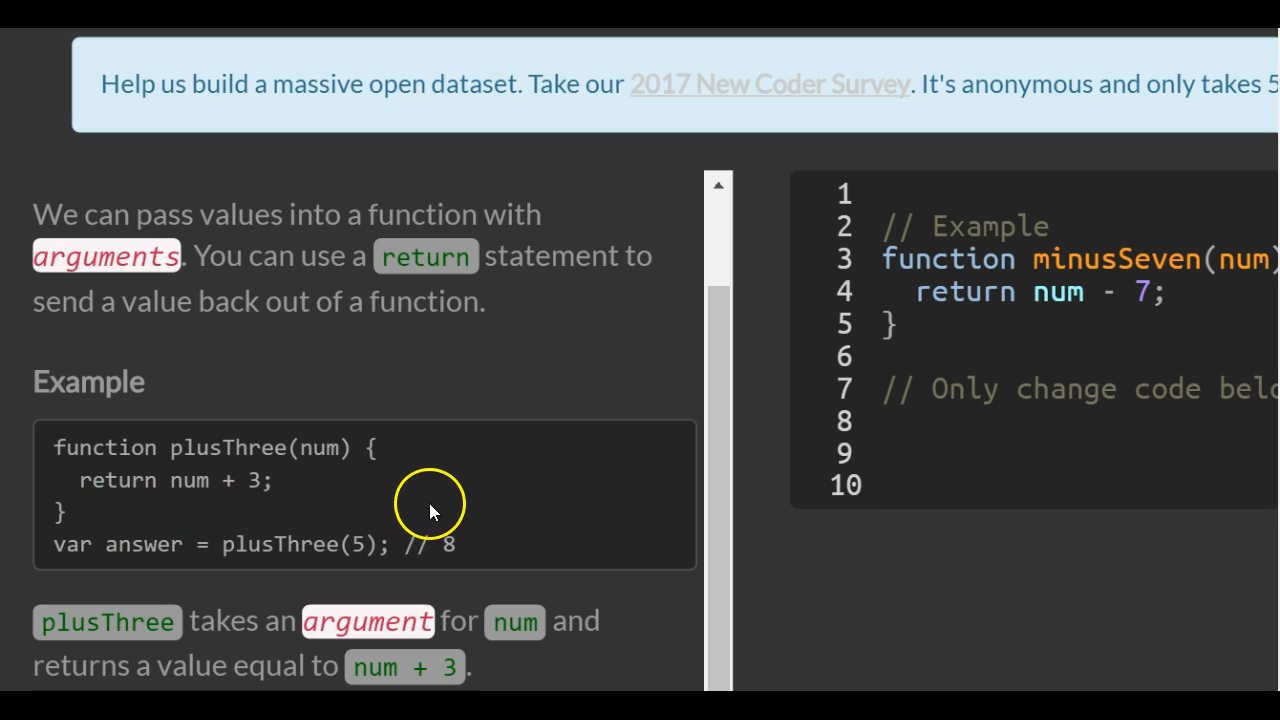 Help us build a massive open dataset. Take our 2017 New Coder Survey. It's anonymous and only takes 5
We can pass values into a function with
arguments. You can use a return statement to
send a value back out of a function.
Example
function plusThree(num) {
  return num + 3;
}
var answer = plusThree(5); // 8
plusThree takes an argument for num and
returns a value equal to num + 3.
1
2 // Example
3 function minusSeven(num)
4   return num - 7;
5 }
6
7 // Only change code belo
8
9
10